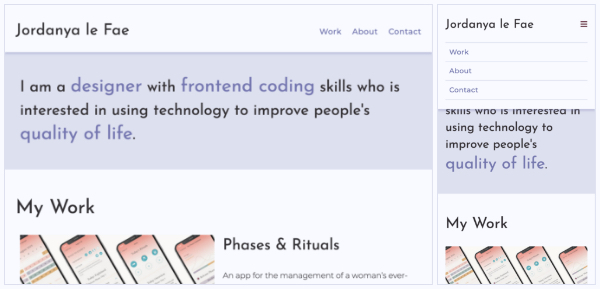 Jordanya le Fae
Work About Contact
I am a designer with frontend coding skills who is
interested in using technology to improve people's
quality of life.
My Work
Phases & Rituals
An app for the management of a woman's ever-
Jordanya le Fae
Work
About
Contact
skills who is interested in
using technology to
improve people's
quality of life.
My Work